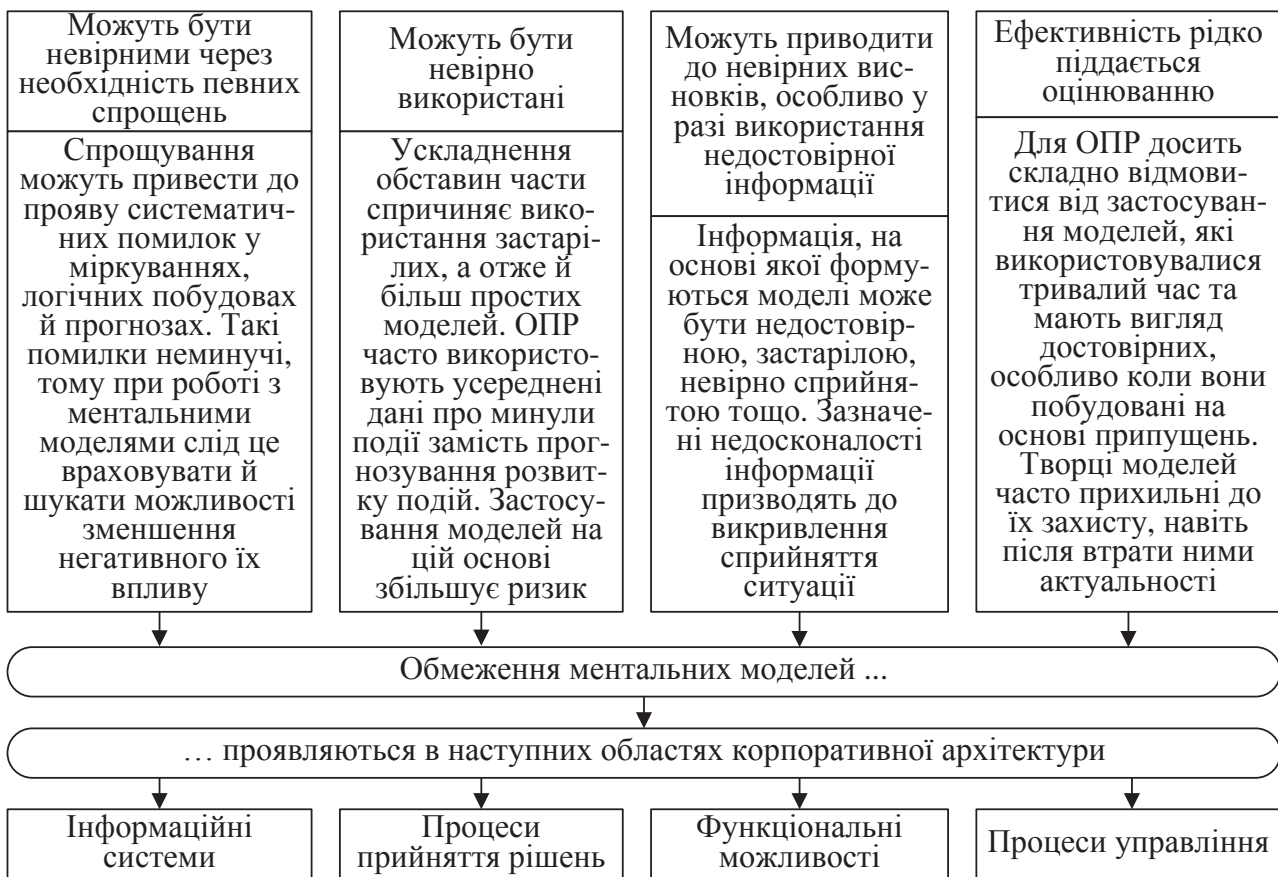 Можуть бути
невірними через
необхідність певних
спрощень
Спрощування
можуть привести до
прояву систематич-
них помилок у
міркуваннях,
логічних побудовах
й прогнозах. Такі
помилки неминучі,
тому при роботі з
ментальними
моделями слід це
враховувати й
шукати можливості
зменшення
негативного їх
впливу
Можуть бути
невірно
використані
Ускладнення
обставин части
спричиняє вико-
ристання застарі-
лих, а отже й
більш простих
моделей. ОПР
часто використо-
вують усереднені
дані про минули
події замість прог-
нозування розвит-
ку подій. Застосу-
вання моделей на
цій основі
збільшує ризик
Можуть приводити
до невірних вис-
новків, особливо у
разі використання
недостовірної
інформації
Інформація, на
основі якої форму-
ються моделі може
бути недостовір-
ною, застарілою,
невірно сприйня-
тою тощо. Зазначе-
ні недосконалості
інформації
призводять до
викривлення
сприйняття
ситуації
Ефективність рідко
піддається
оцінюванню
Для ОПР досить
складно відмови-
тися від застосуван-
ня моделей, які
використовувалися
тривалий час та
мають вигляд
достовірних,
особливо коли вони
побудовані на
основі припущень.
Творці моделей
часто прихильні до
їх захисту, навіть
після втрати ними
актуальності
Обмеження ментальних моделей ...
… проявляються в наступних областях корпоративної архітектури
Інформаційні
системи
Процеси
прийняття рішень
Функціональні
можливості
Процеси управління